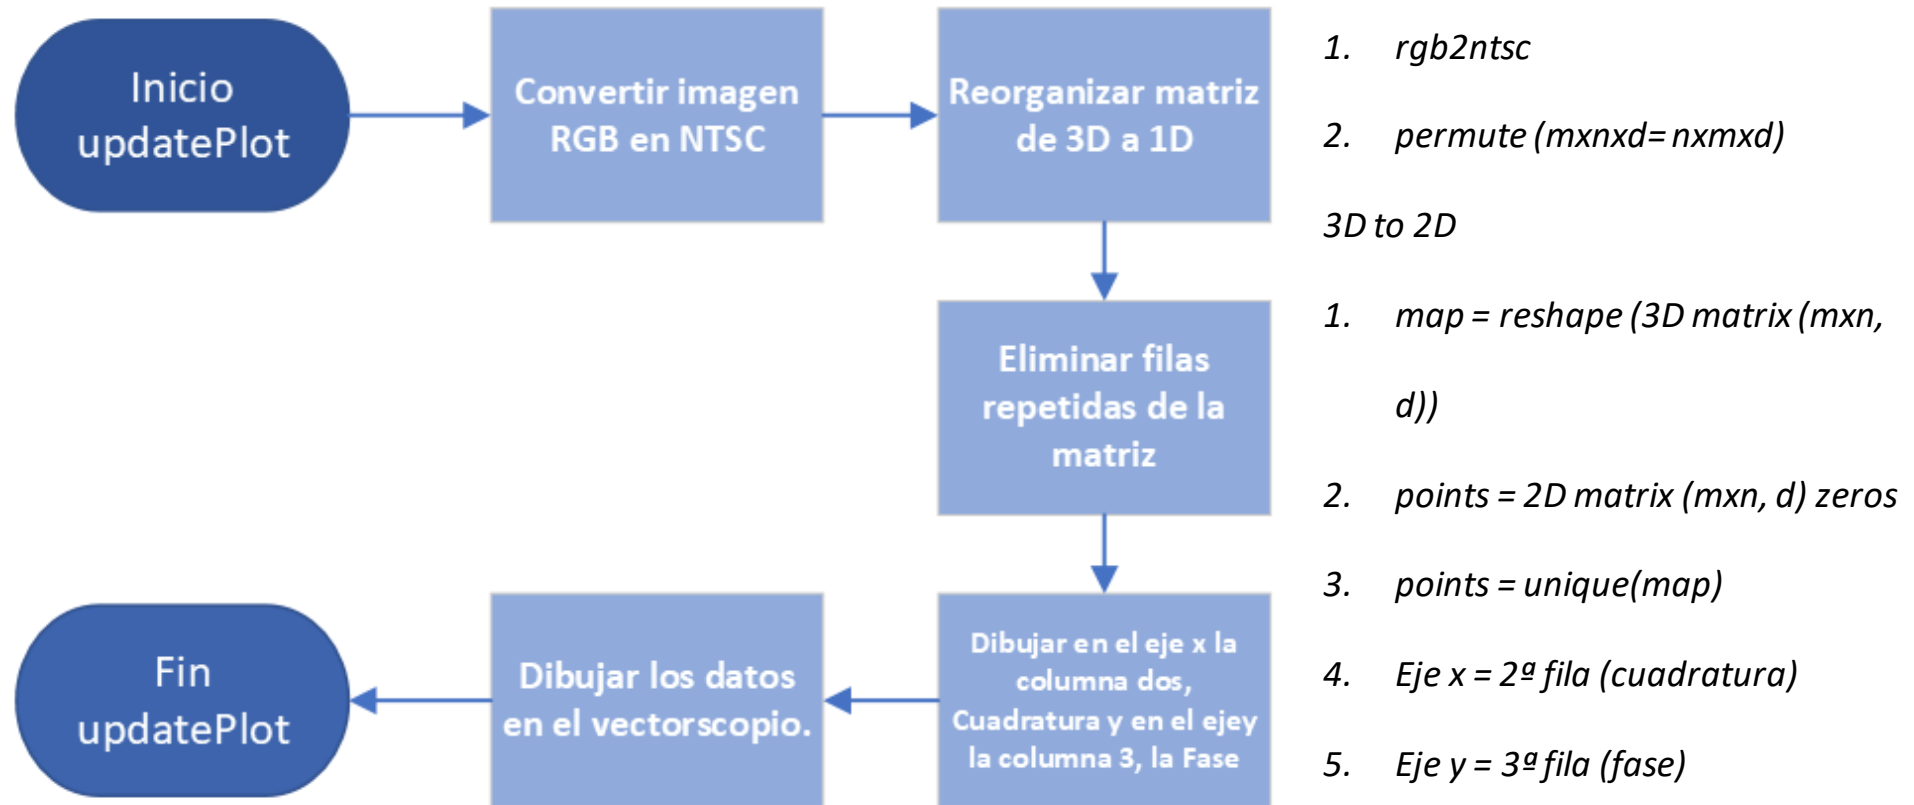 Inicio
updatePlot
Convertir imagen
RGB en NTSC
Reorganizar matriz
de 3D a 1D
Eliminar filas
repetidas de la
matriz
Dibujar en el eje x la
columna dos,
Cuadratura y en el ejey
la columna 3, la Fase
Dibujar los datos
en el vectorscopio.
Fin
updatePlot
1. rgb2ntsc
2. permute (mxnxd= nxmxd)
3D to 2D
1. map = reshape (3D matrix (mxn,
d))
2. points = 2D matrix (mxn, d) zeros
3. points = unique(map)
4. Eje x = 2ª fila (cuadratura)
5. Eje y = 3ª fila (fase)